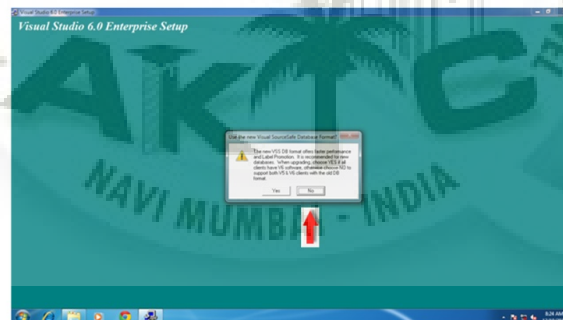 Visual Studio 6.0 Enterprise Setup
Visual Studio 6.0 Enterprise Setup
AKTC
Use the new Visual SourceSafe Database Format?
The new VSS DB format offers faster performance
and Label Promotion. It is recommended for new
databases. When upgrading, choose YES if all
clients have V6 software, otherwise choose NO to
support both V5 & V6 clients with the old DB
format.
Yes No
NAVI MUMBAI - INDIA
8:24 AM